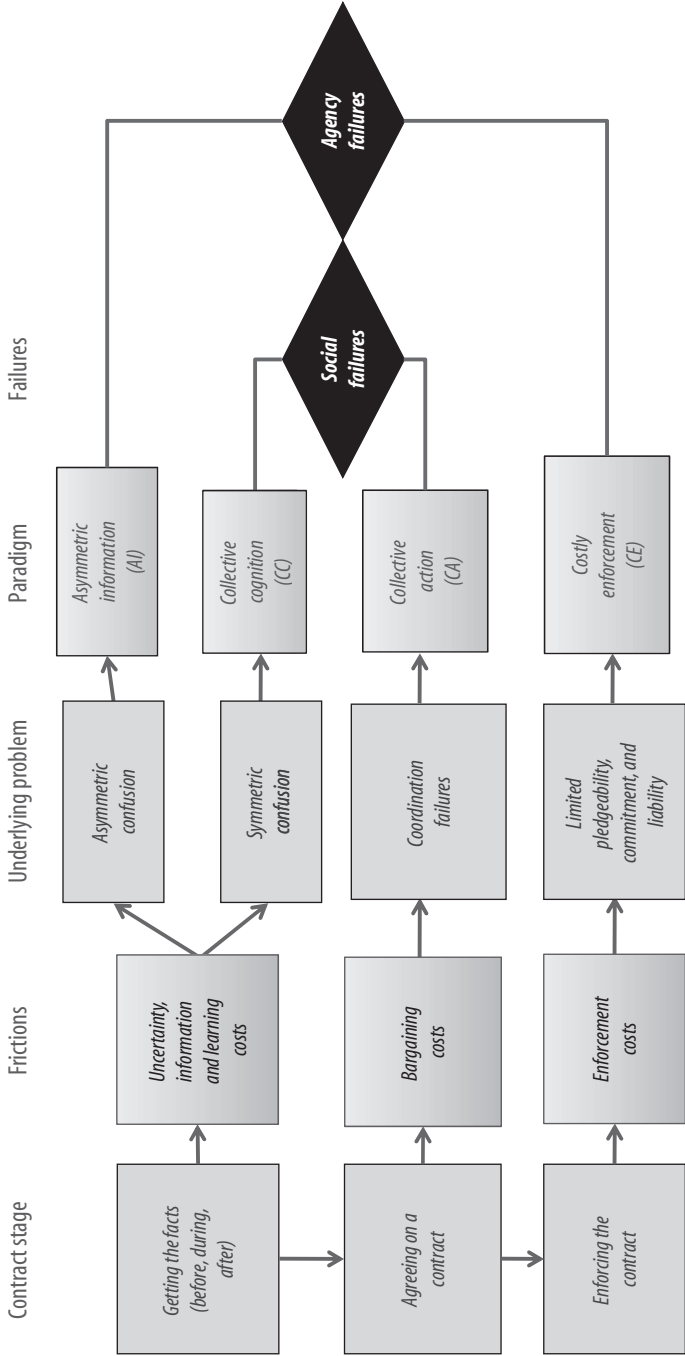 Contract stage
Frictions
Underlying problem
Paradigm
Failures
Getting the facts
(before, during,
after)
Uncertainty,
information
and learning
costs
Asymmetric
confusion
Asymmetric
information
(AI)
Symmetric
confusion
Collective
cognition
(CC)
Social
failures
Agency
failures
Agreeing on a
contract
Bargaining
costs
Coordination
failures
Collective
action
(CA)
Enforcing the
contract
Enforcement
costs
Limited
pledgeability,
commitment, and
liability
Costly
enforcement
(CE)